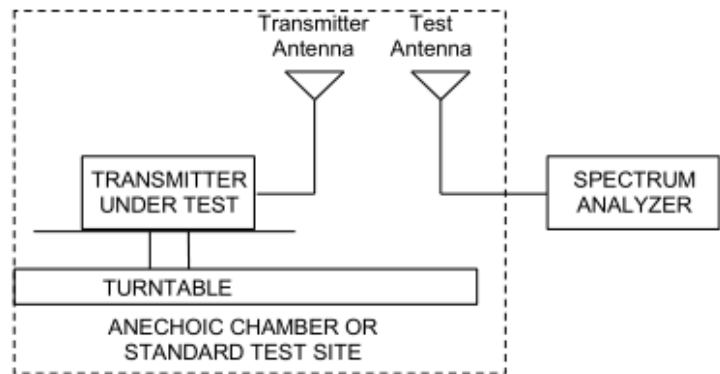 Transmitter
Antenna
Test
Antenna
TRANSMITTER
UNDER TEST
SPECTRUM
ANALYZER
TURNTABLE
ANECHOIC CHAMBER OR
STANDARD TEST SITE